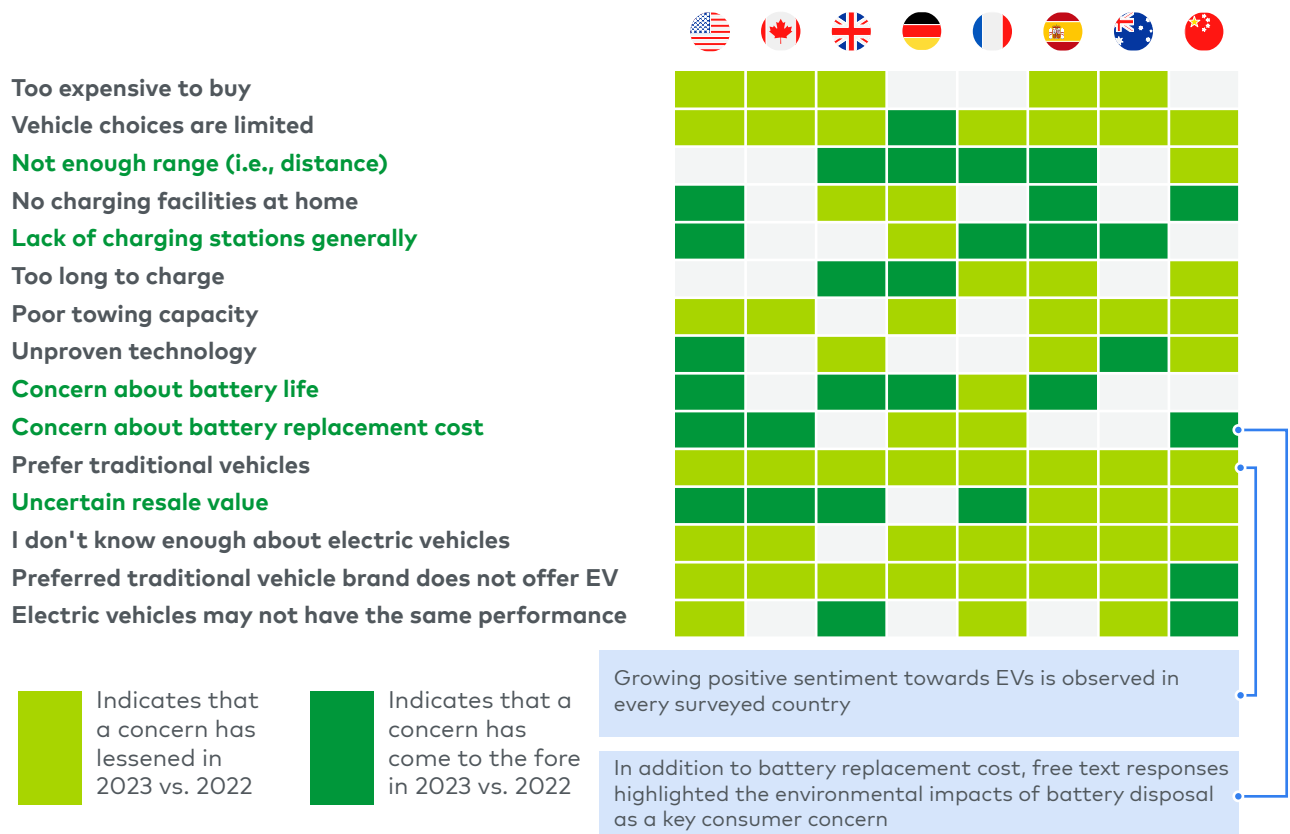 Too expensive to buy
Vehicle choices are limited
Not enough range (i.e., distance)
No charging facilities at home
Lack of charging stations generally
Too long to charge
Poor towing capacity
Unproven technology
Concern about battery life
Concern about battery replacement cost
Prefer traditional vehicles
Uncertain resale value
I don't know enough about electric vehicles
Preferred traditional vehicle brand does not offer EV
Electric vehicles may not have the same performance
Indicates that
a concern has
lessened in
2023 vs. 2022
Indicates that a
concern has
come to the fore
in 2023 vs. 2022
Growing positive sentiment towards EVs is observed in
every surveyed country
In addition to battery replacement cost, free text responses
highlighted the environmental impacts of battery disposal
as a key consumer concern